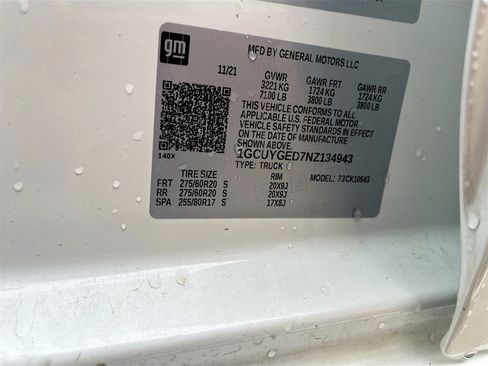 gm
MFD BY GENERAL MOTORS LLC
11/21 GVWR GAWR FRT GAWR RR
3221 KG 1724 KG 1724 KG
7100 LB 3800 LB 3800 LB
THIS VEHICLE CONFORMS TO ALL
APPLICABLE U.S. FEDERAL MOTOR
VEHICLE SAFETY AND THEFT
PREVENTION STANDARDS IN
EFFECT ON THE DATE OF MANUFACTURE
SHOWN ABOVE.
1GCUYGED7NZ134943
140X TYPE: TRUCK MODEL: 73CK10543
TIRE SIZE RIM
FRT 275/60R20 S 20X9J
RR 275/60R20 S 20X9J
SPA 255/80R17 S 17X8J